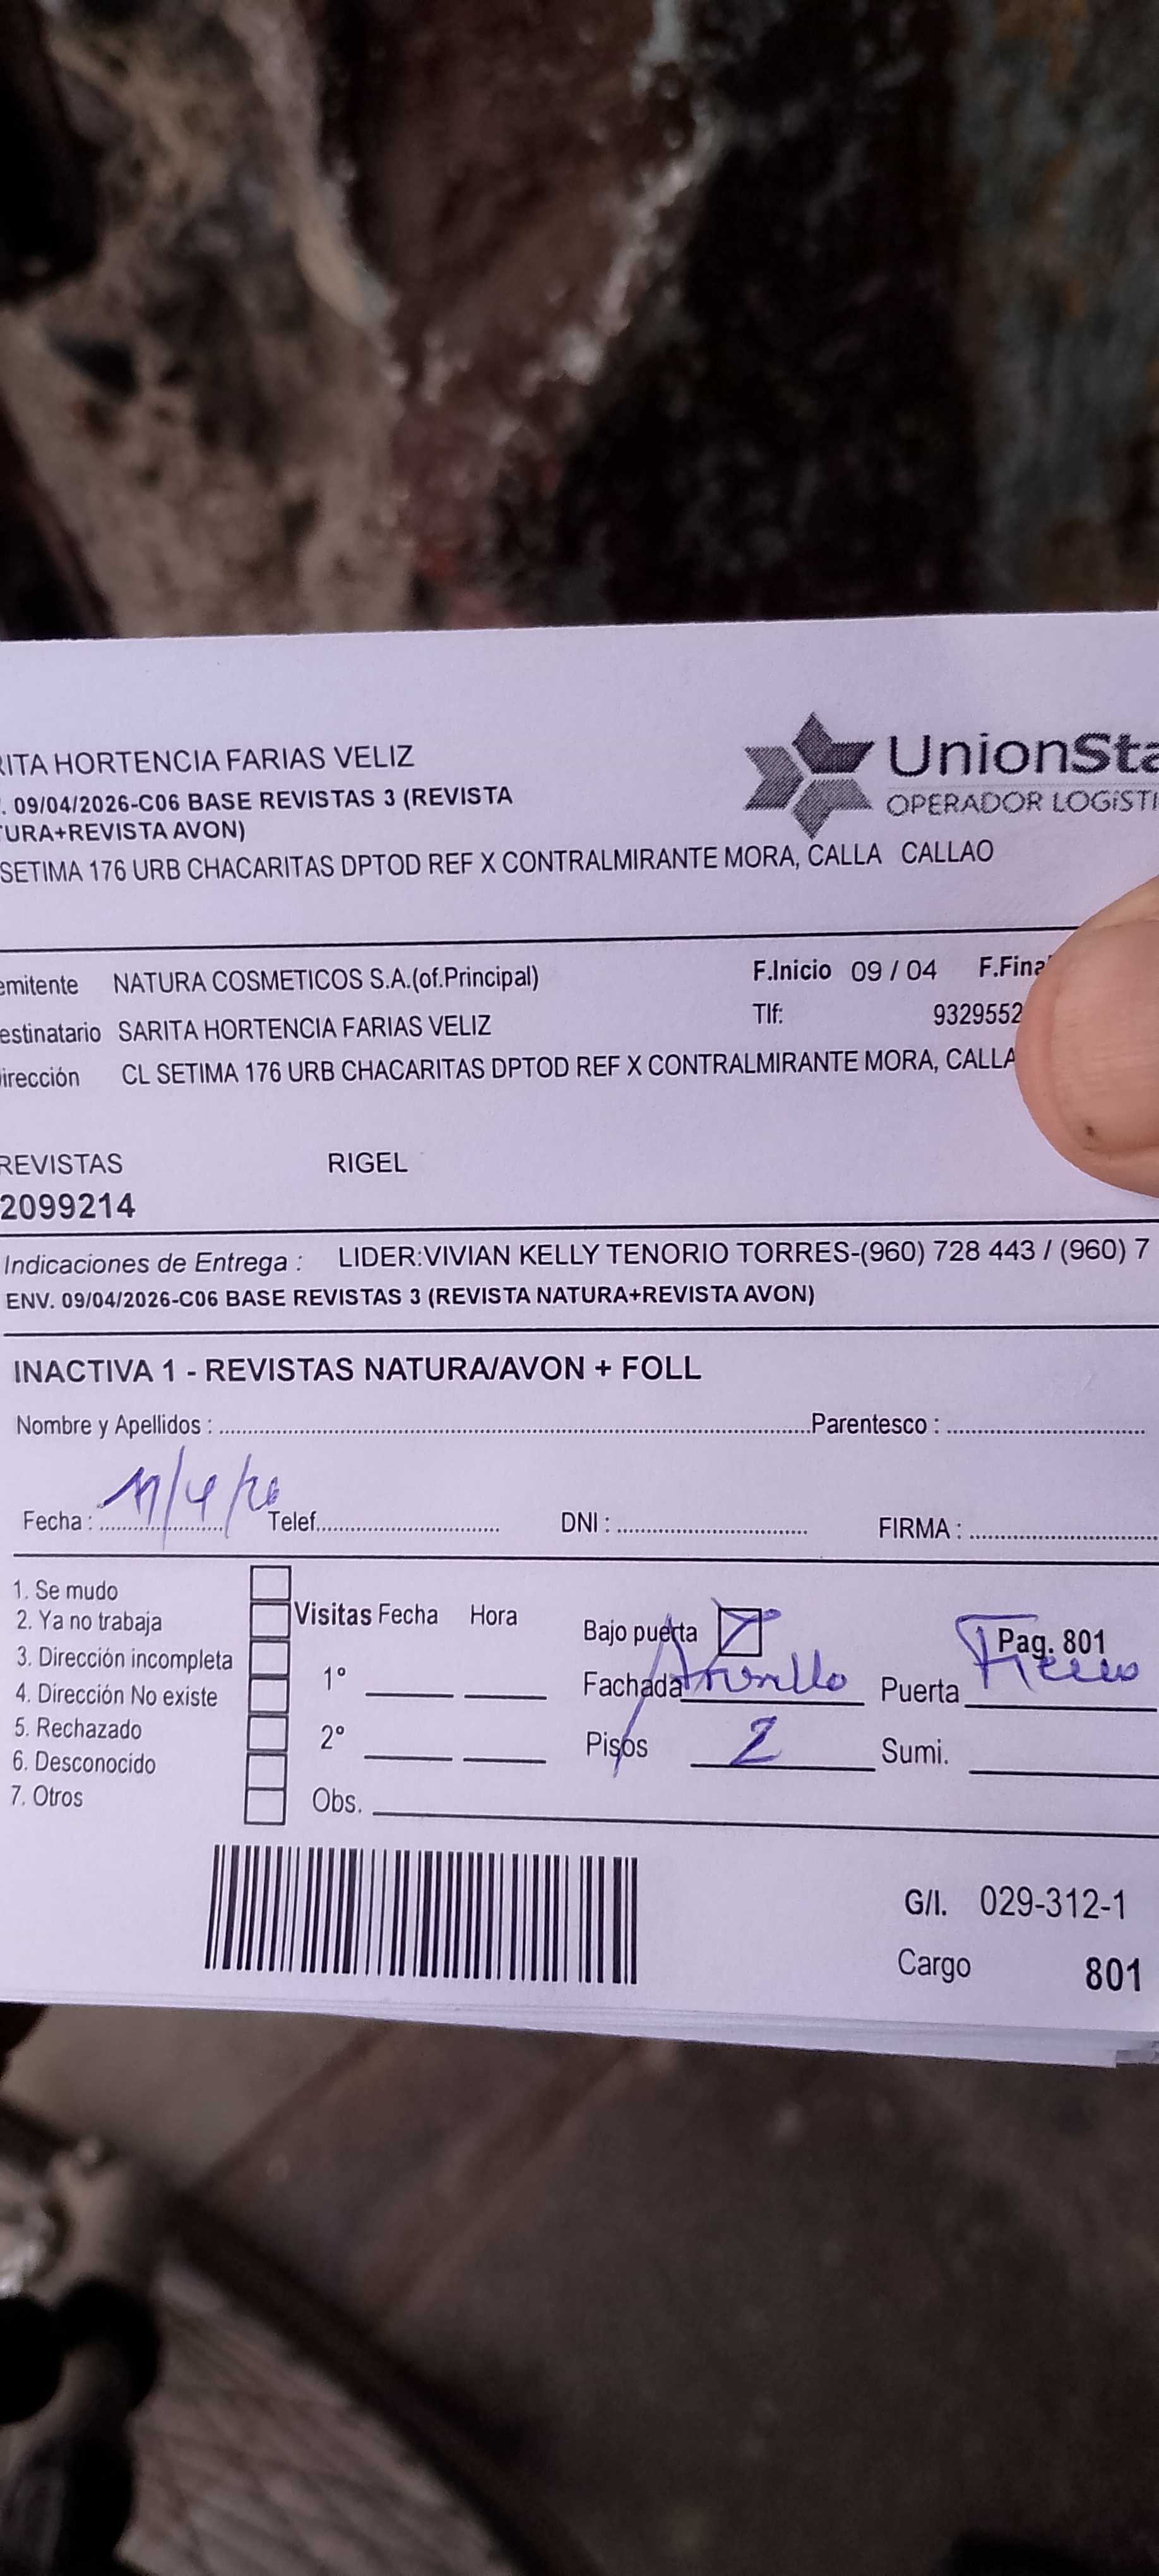 RITA HORTENCIA FARIAS VELIZ
. 09/04/2026-C06 BASE REVISTAS 3 (REVISTA
TURA+REVISTA AVON)
SETIMA 176 URB CHACARITAS DPTOD REF X CONTRALMIRANTE MORA, CALLA CALLAO
UnionSta
OPERADOR LOGÍSTI
emitente NATURA COSMETICOS S.A.(of.Principal) F.Inicio 09 / 04 F.Final
estinatario SARITA HORTENCIA FARIAS VELIZ Tlf: 9329552
irección CL SETIMA 176 URB CHACARITAS DPTOD REF X CONTRALMIRANTE MORA, CALLA
REVISTAS RIGEL
2099214
Indicaciones de Entrega : LIDER:VIVIAN KELLY TENORIO TORRES-(960) 728 443 / (960) 7
ENV. 09/04/2026-C06 BASE REVISTAS 3 (REVISTA NATURA+REVISTA AVON)
INACTIVA 1 - REVISTAS NATURA/AVON + FOLL
Nombre y Apellidos : Parentesco :
Fecha : 11/4/26 Telef. DNI : FIRMA :
1. Se mudo
2. Ya no trabaja
3. Dirección incompleta
4. Dirección No existe
5. Rechazado
6. Desconocido
7. Otros
Visitas Fecha Hora
1°
2°
Obs.
Bajo puerta Pag. 801
Fachada Puerta Fierro
Pisos 2 Sumi.
G/I. 029-312-1
Cargo 801